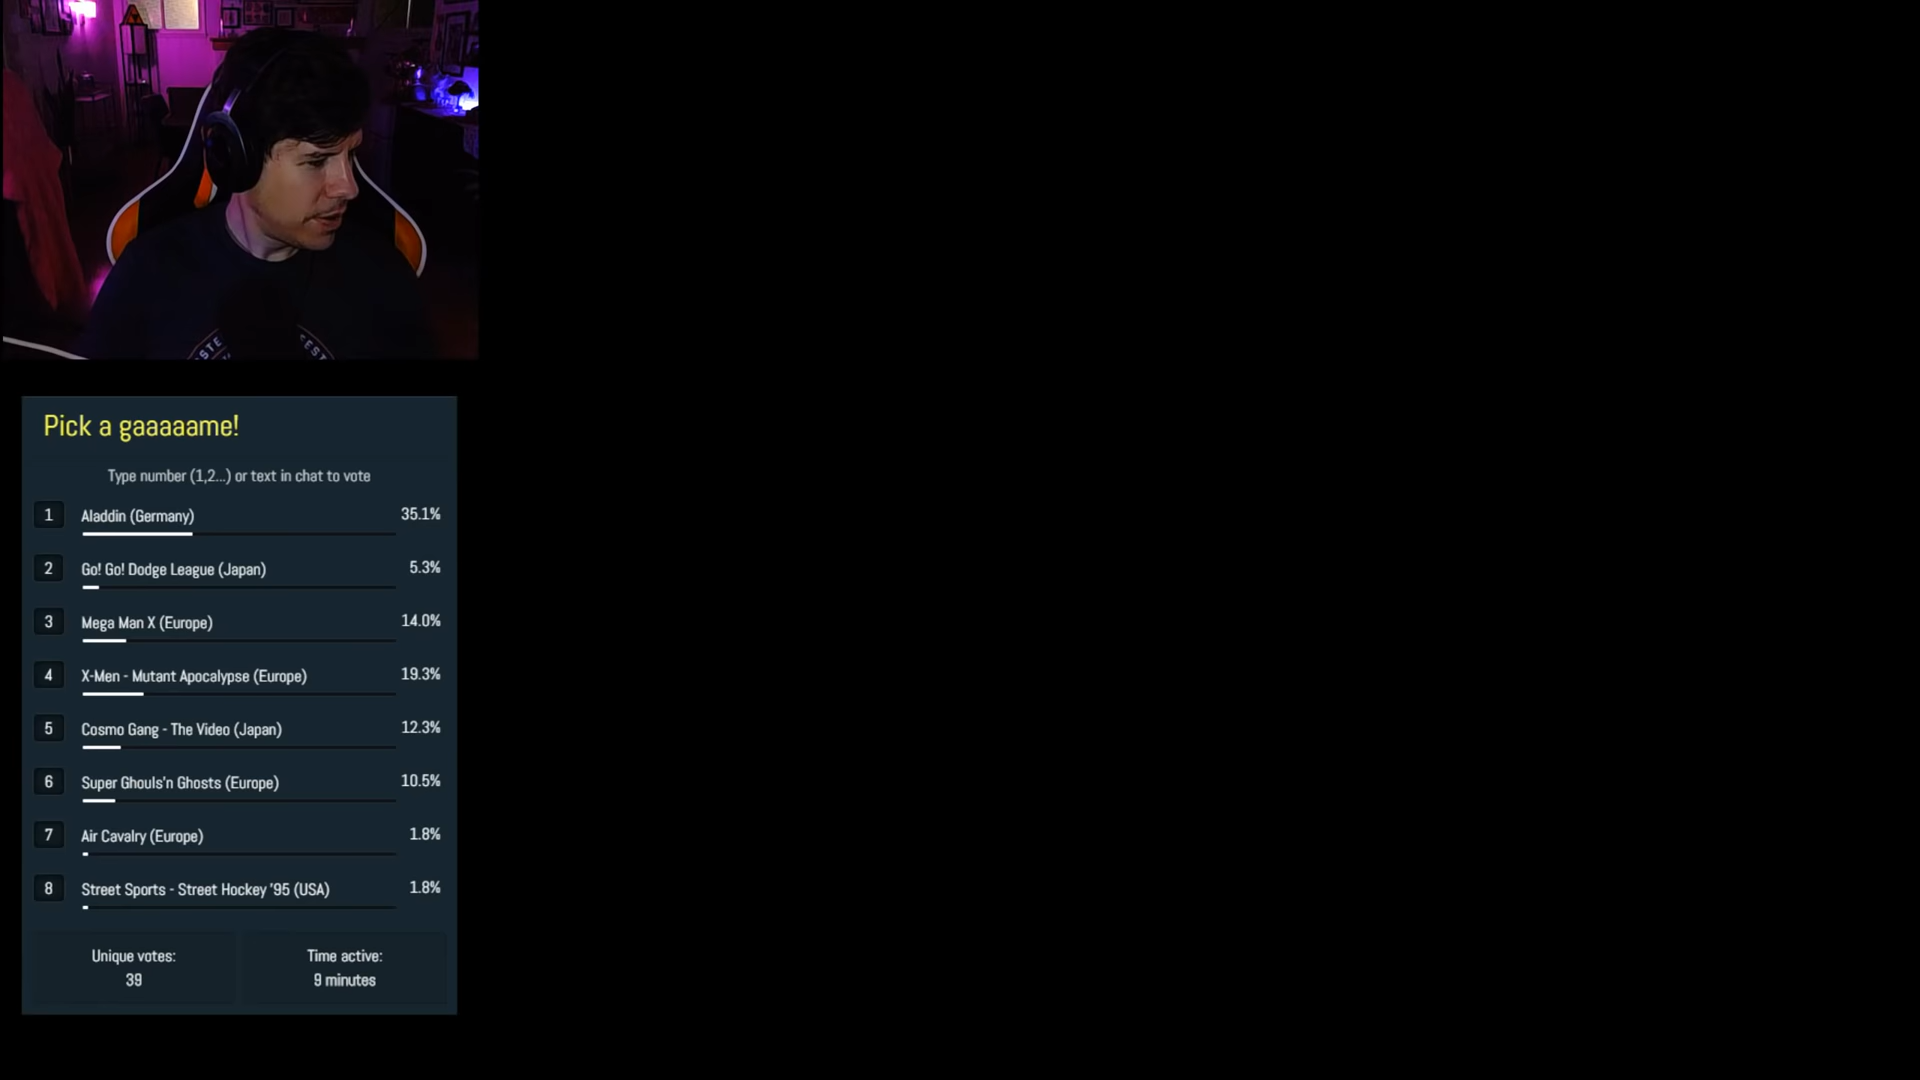 Pick a gaaaaame!
Type number (1,2...) or text in chat to vote
1 Aladdin (Germany) 35.1%
2 Go! Go! Dodge League (Japan) 5.3%
3 Mega Man X (Europe) 14.0%
4 X-Men - Mutant Apocalypse (Europe) 19.3%
5 Cosmo Gang - The Video (Japan) 12.3%
6 Super Ghouls'n Ghosts (Europe) 10.5%
7 Air Cavalry (Europe) 1.8%
8 Street Sports - Street Hockey '95 (USA) 1.8%
Unique votes: Time active:
39 9 minutes